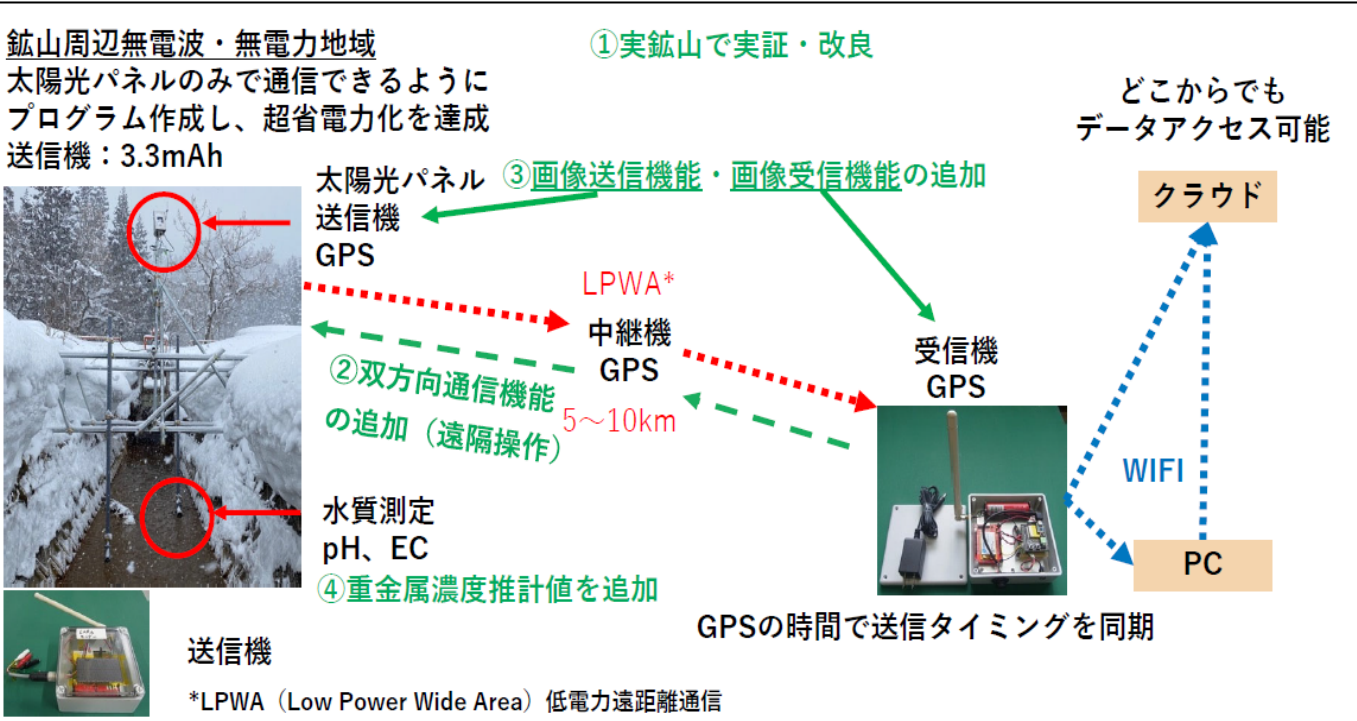 鉱山周辺無電波・無電力地域
太陽光パネルのみで通信できるように
プログラム作成し、超省電力化を達成
送信機：3.3mAh
①実鉱山で実証・改良
どこからでも
データアクセス可能
太陽光パネル
送信機
GPS
③画像送信機能・画像受信機能の追加
クラウド
LPWA*
中継機
GPS
5～10km
②双方向通信機能
の追加（遠隔操作）
受信機
GPS
WIFI
PC
水質測定
pH、EC
④重金属濃度推計値を追加
GPSの時間で送信タイミングを同期
送信機
*LPWA（Low Power Wide Area）低電力遠距離通信